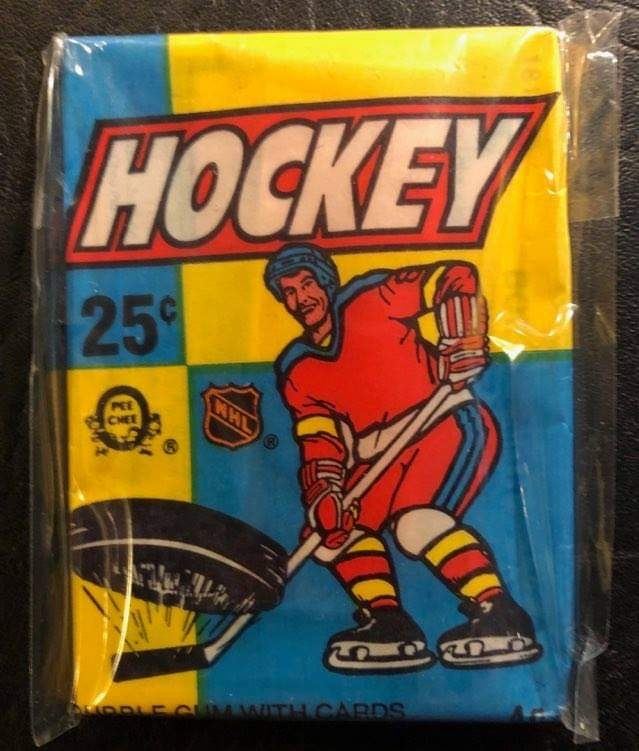 HOCKEY
25¢
PEE
CHEE
®
NHL
®
BUBBLE GUM WITH CARDS